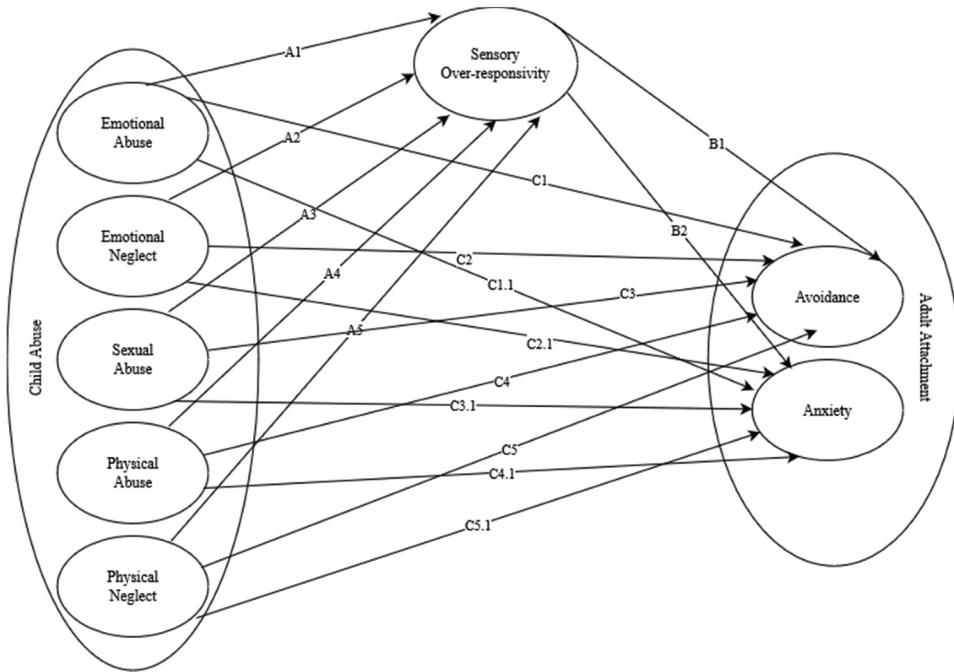 Sensory
Over-responsivity
A1
Emotional
Abuse
A2
B1
C1
A3
Emotional
Neglect
C2
B2
A4
C1.1
C3
Avoidance
Adult Attachment
A5
C2.1
Child Abuse
Sexual
Abuse
C4
C3.1
Anxiety
C5
Physical
Abuse
C4.1
C5.1
Physical
Neglect